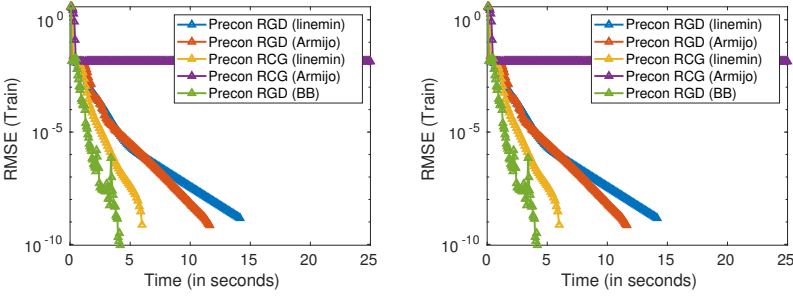 10^0
10^-5
10^-10
RMSE (Train)
Precon RGD (linemin)
Precon RGD (Armijo)
Precon RCG (linemin)
Precon RCG (Armijo)
Precon RGD (BB)
0 5 10 15 20 25
Time (in seconds)
10^0
10^-5
10^-10
RMSE (Train)
Precon RGD (linemin)
Precon RGD (Armijo)
Precon RCG (linemin)
Precon RCG (Armijo)
Precon RGD (BB)
0 5 10 15 20 25
Time (in seconds)